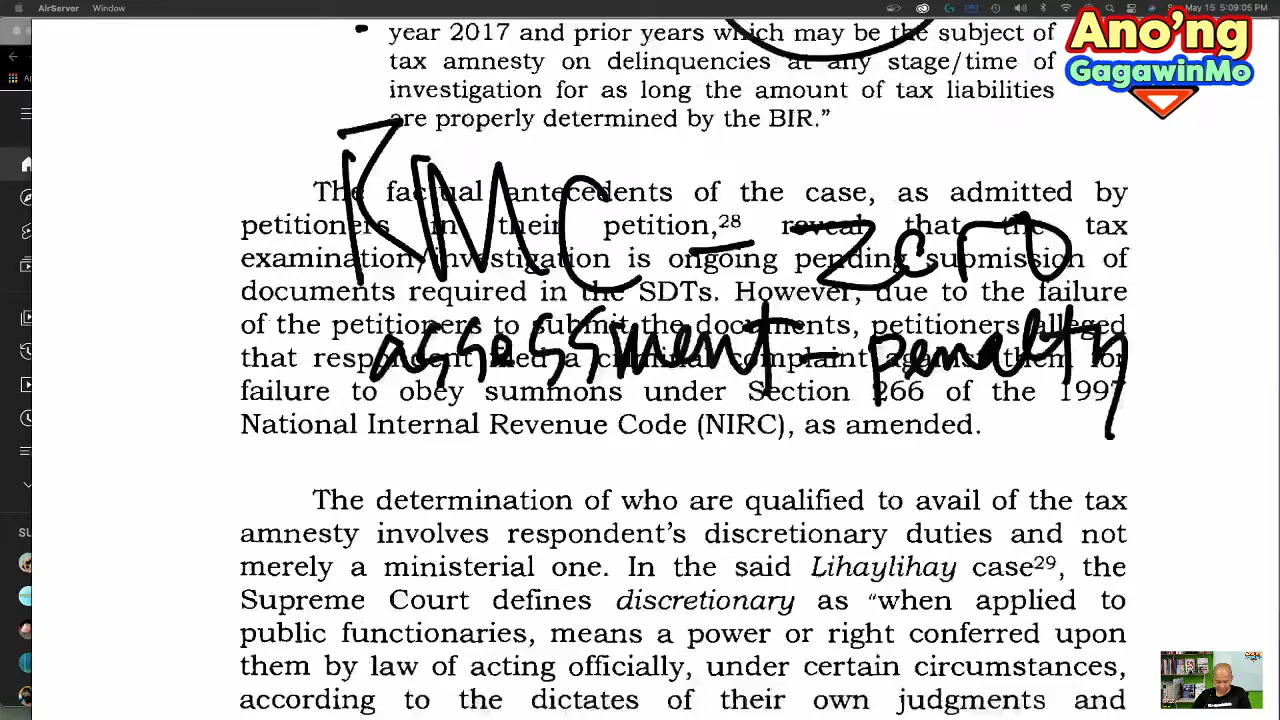 AirServer Window
Sun May 15 5:09:05 PM
Ano'ng
GagawinMo
year 2017 and prior years which may be the subject of
tax amnesty on delinquencies at any stage/time of
investigation for as long the amount of tax liabilities
are properly determined by the BIR."
RMC - zero
assessment - penalty
The factual antecedents of the case, as admitted by
petitioners in their petition,28 reveal that the tax
examination/investigation is ongoing pending submission of
documents required in the SDTs. However, due to the failure
of the petitioners to submit the documents, petitioners alleged
that respondent filed a criminal complaint against them for
failure to obey summons under Section 266 of the 1997
National Internal Revenue Code (NIRC), as amended.
The determination of who are qualified to avail of the tax
amnesty involves respondent's discretionary duties and not
merely a ministerial one. In the said Lihaylihay case29, the
Supreme Court defines discretionary as "when applied to
public functionaries, means a power or right conferred upon
them by law of acting officially, under certain circumstances,
according to the dictates of their own judgments and
SU